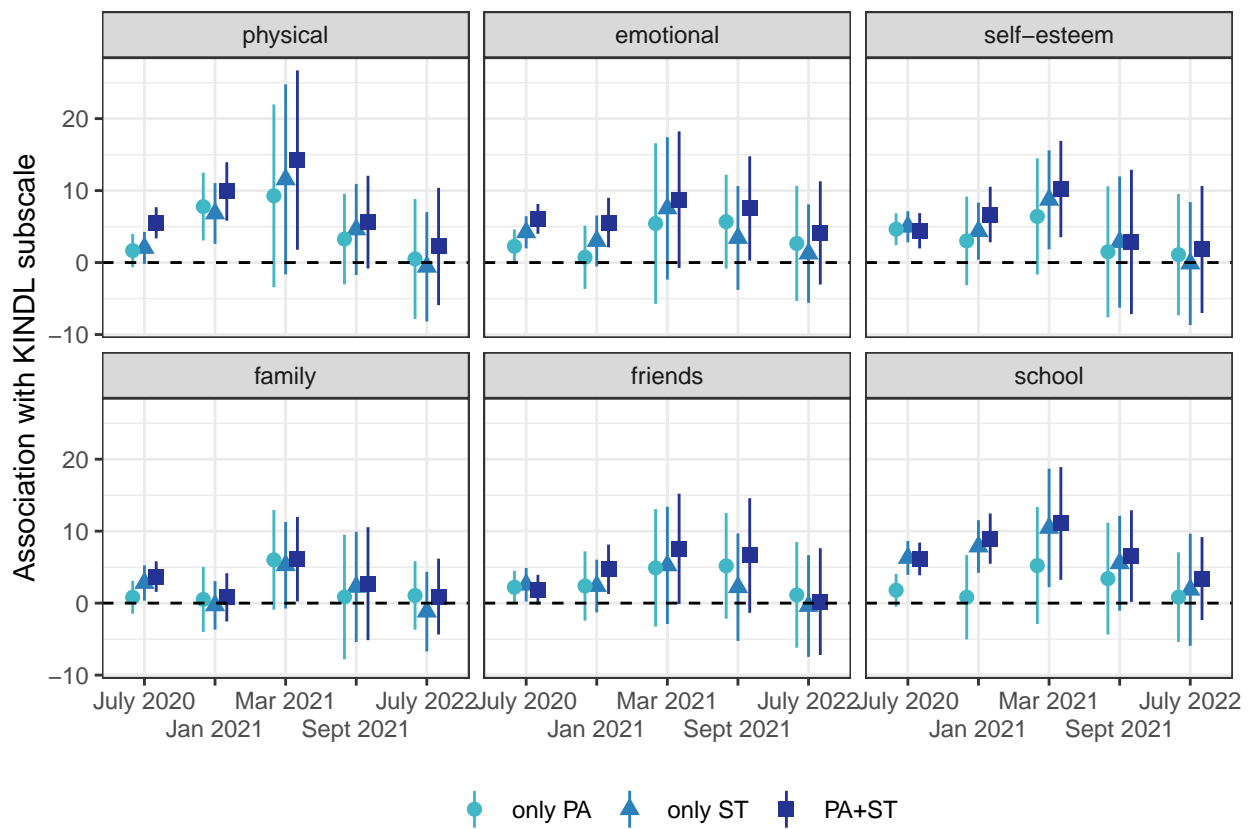 physical emotional self−esteem
20
10
0
−10
Association with KINDL subscale
family friends school
20
10
0
−10
July 2020 Mar 2021 July 2022 July 2020 Mar 2021 July 2022 July 2020 Mar 2021 July 2022
Jan 2021 Sept 2021 Jan 2021 Sept 2021 Jan 2021 Sept 2021
only PA only ST PA+ST